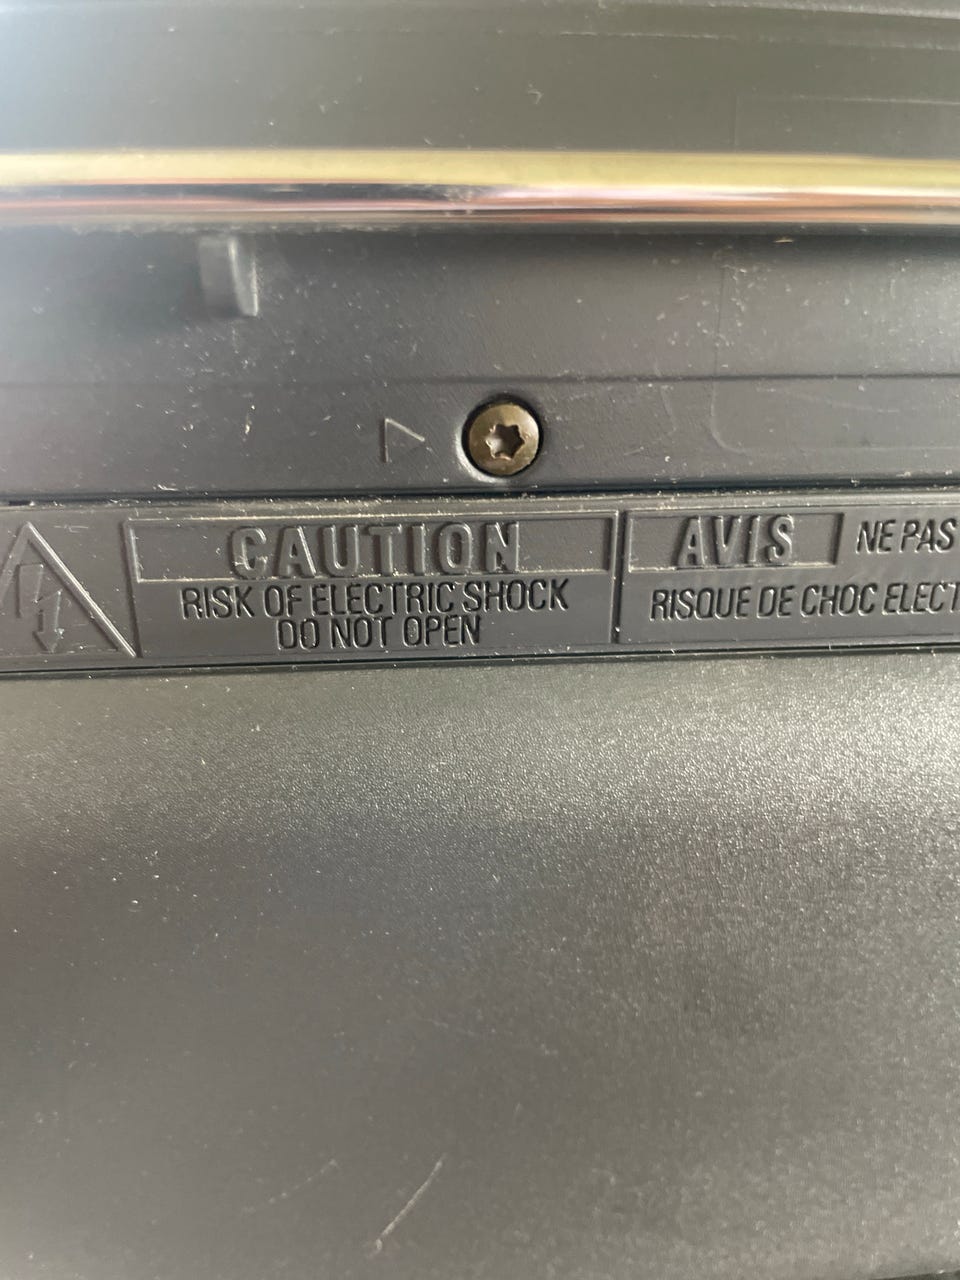 CAUTION
RISK OF ELECTRIC SHOCK
DO NOT OPEN
AVIS NE PAS
RISQUE DE CHOC